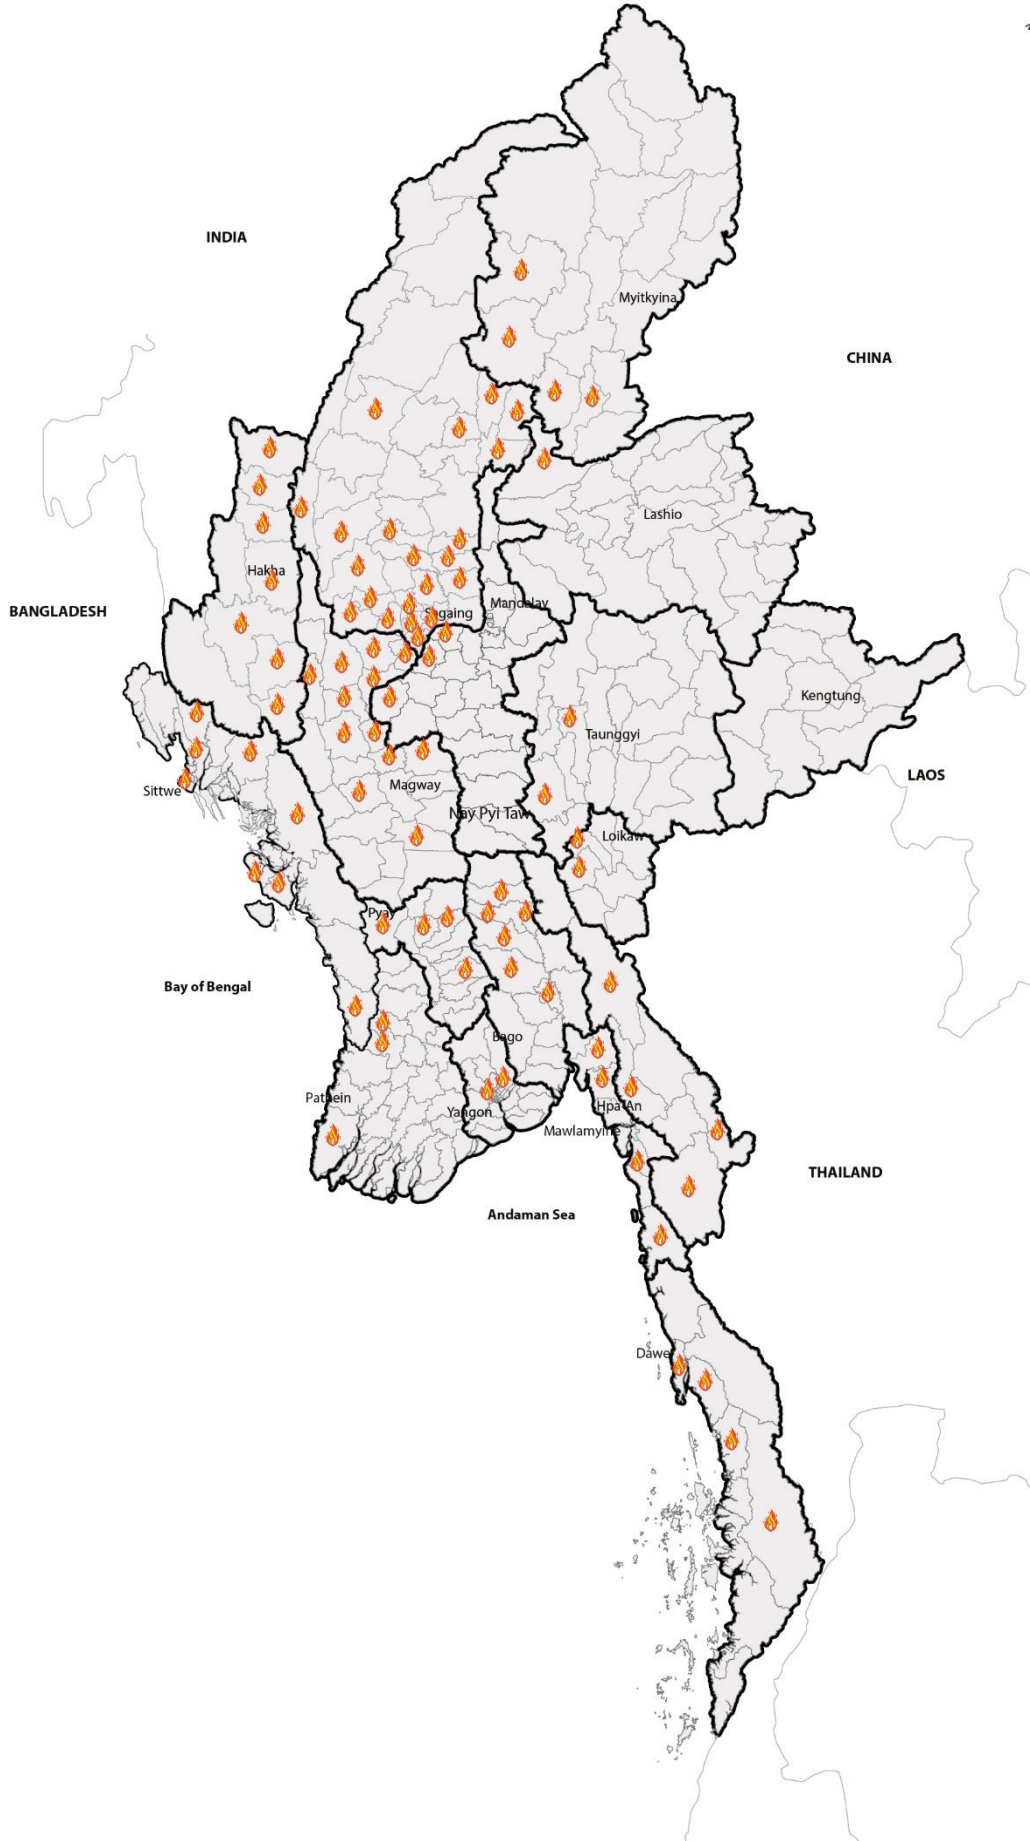 INDIA
Myitkyina
CHINA
Lashio
Hakha
BANGLADESH
Sagaing
Mandalay
Kengtung
Taunggyi
LAOS
Sittwe
Magway
Nay Pyi Taw
Loikaw
Pyay
Bay of Bengal
Bago
Pathein
Yangon
Hpa-An
Mawlamyine
THAILAND
Andaman Sea
Dawei